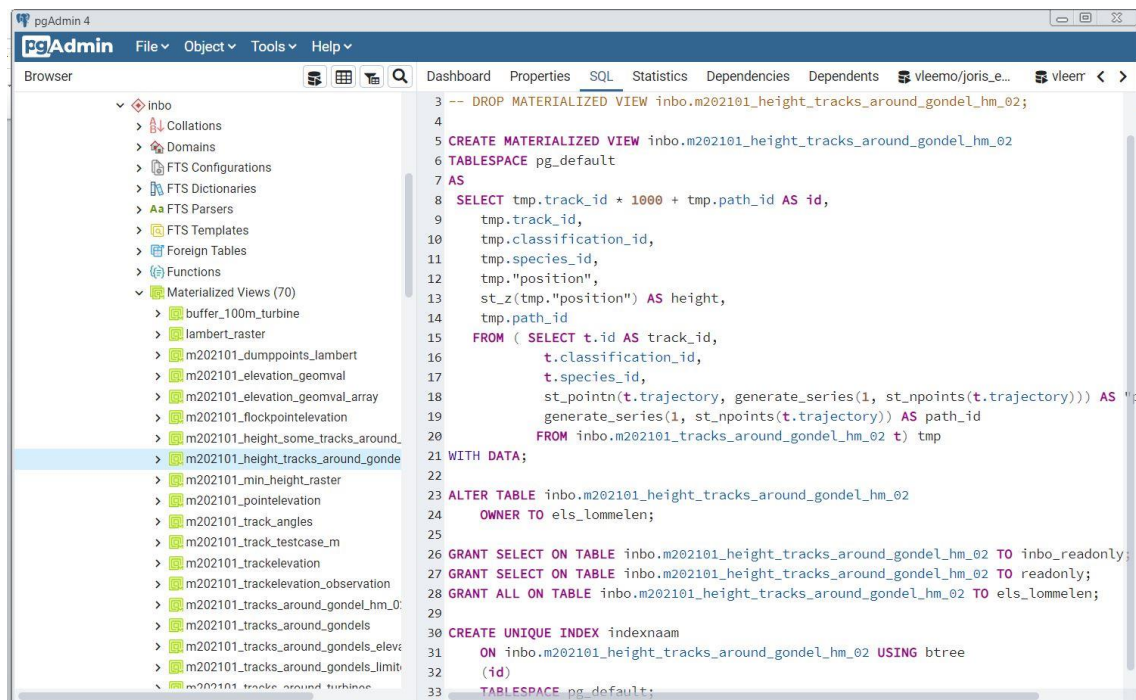 pgAdmin 4
pgAdmin File Object Tools Help
Browser
Dashboard Properties SQL Statistics Dependencies Dependents vleemo/joris_e... vleem
inbo
Collations
Domains
FTS Configurations
FTS Dictionaries
Aa FTS Parsers
FTS Templates
Foreign Tables
Functions
Materialized Views (70)
buffer_100m_turbine
lambert_raster
m202101_dumppoints_lambert
m202101_elevation_geomval
m202101_elevation_geomval_array
m202101_flockpointelevation
m202101_height_some_tracks_around_
m202101_height_tracks_around_gonde
m202101_min_height_raster
m202101_pointelevation
m202101_track_angles
m202101_track_testcase_m
m202101_trackelevation
m202101_trackelevation_observation
m202101_tracks_around_gondel_hm_0
m202101_tracks_around_gondels
m202101_tracks_around_gondels_eleva
m202101_tracks_around_gondels_limit
m202101_tracks_around_turbines
3 -- DROP MATERIALIZED VIEW inbo.m202101_height_tracks_around_gondel_hm_02;
4
5 CREATE MATERIALIZED VIEW inbo.m202101_height_tracks_around_gondel_hm_02
6 TABLESPACE pg_default
7 AS
8 SELECT tmp.track_id * 1000 + tmp.path_id AS id,
9 tmp.track_id,
10 tmp.classification_id,
11 tmp.species_id,
12 tmp."position",
13 st_z(tmp."position") AS height,
14 tmp.path_id
15 FROM ( SELECT t.id AS track_id,
16 t.classification_id,
17 t.species_id,
18 st_pointn(t.trajectory, generate_series(1, st_npoints(t.trajectory))) AS "p
19 generate_series(1, st_npoints(t.trajectory)) AS path_id
20 FROM inbo.m202101_tracks_around_gondel_hm_02 t) tmp
21 WITH DATA;
22
23 ALTER TABLE inbo.m202101_height_tracks_around_gondel_hm_02
24 OWNER TO els_lommelen;
25
26 GRANT SELECT ON TABLE inbo.m202101_height_tracks_around_gondel_hm_02 TO inbo_readonly;
27 GRANT SELECT ON TABLE inbo.m202101_height_tracks_around_gondel_hm_02 TO readonly;
28 GRANT ALL ON TABLE inbo.m202101_height_tracks_around_gondel_hm_02 TO els_lommelen;
29
30 CREATE UNIQUE INDEX indexnaam
31 ON inbo.m202101_height_tracks_around_gondel_hm_02 USING btree
32 (id)
33 TABLESPACE pg_default;